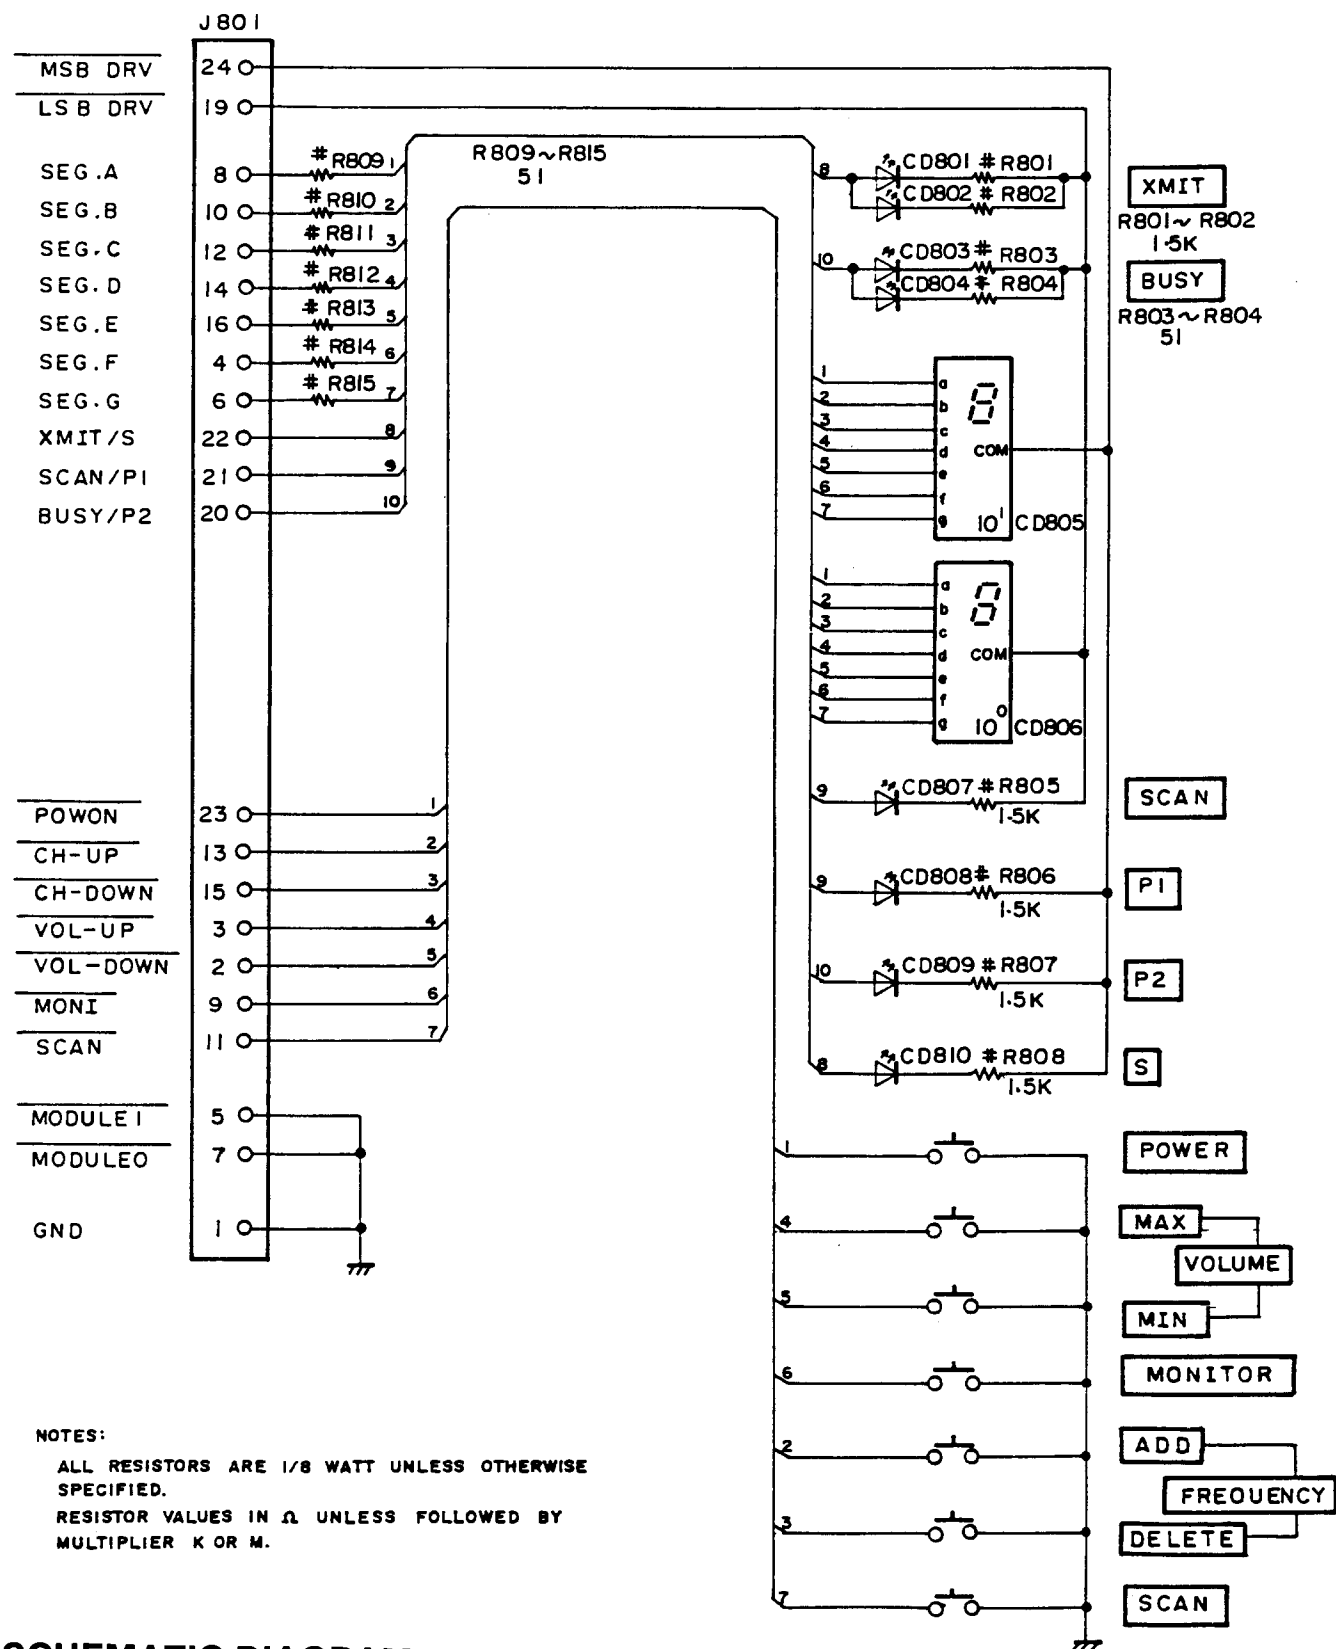 J801
MSB DRV 24
LSB DRV 19
SEG.A 8 #R809 1
SEG.B 10 #R810 2
SEG.C 12 #R811 3
SEG.D 14 #R812 4
SEG.E 16 #R813 5
SEG.F 4 #R814 6
SEG.G 6 #R815 7
XMIT/S 22 8
SCAN/P1 21 9
BUSY/P2 20 10
R809~R815
51
POWON 23 1
CH-UP 13 2
CH-DOWN 15 3
VOL-UP 3 4
VOL-DOWN 2 5
MONI 9 6
SCAN 11 7
MODULE1 5
MODULE0 7
GND 1
8 CD801 #R801
CD802 # R802
XMIT
R801~R802
1.5K
10 CD803 # R803
CD804 # R804
BUSY
R803~R804
51
1 a
2 b
3 c
4 d COM
5 e
6 f
7 g 10 1 CD805
1 a
2 b
3 c
4 d COM
5 e
6 f
7 g 10 0 CD806
9 CD807 #R805 SCAN
1.5K
9 CD808 # R806 P1
1.5K
10 CD809 #R807 P2
1.5K
8 CD810 #R808 S
1.5K
1 POWER
4 MAX
VOLUME
5 MIN
6 MONITOR
2 ADD
FREQUENCY
3 DELETE
7 SCAN
NOTES:
ALL RESISTORS ARE 1/8 WATT UNLESS OTHERWISE
SPECIFIED.
RESISTOR VALUES IN Ω UNLESS FOLLOWED BY
MULTIPLIER K OR M.
SCHEMATIC DIAGRAM